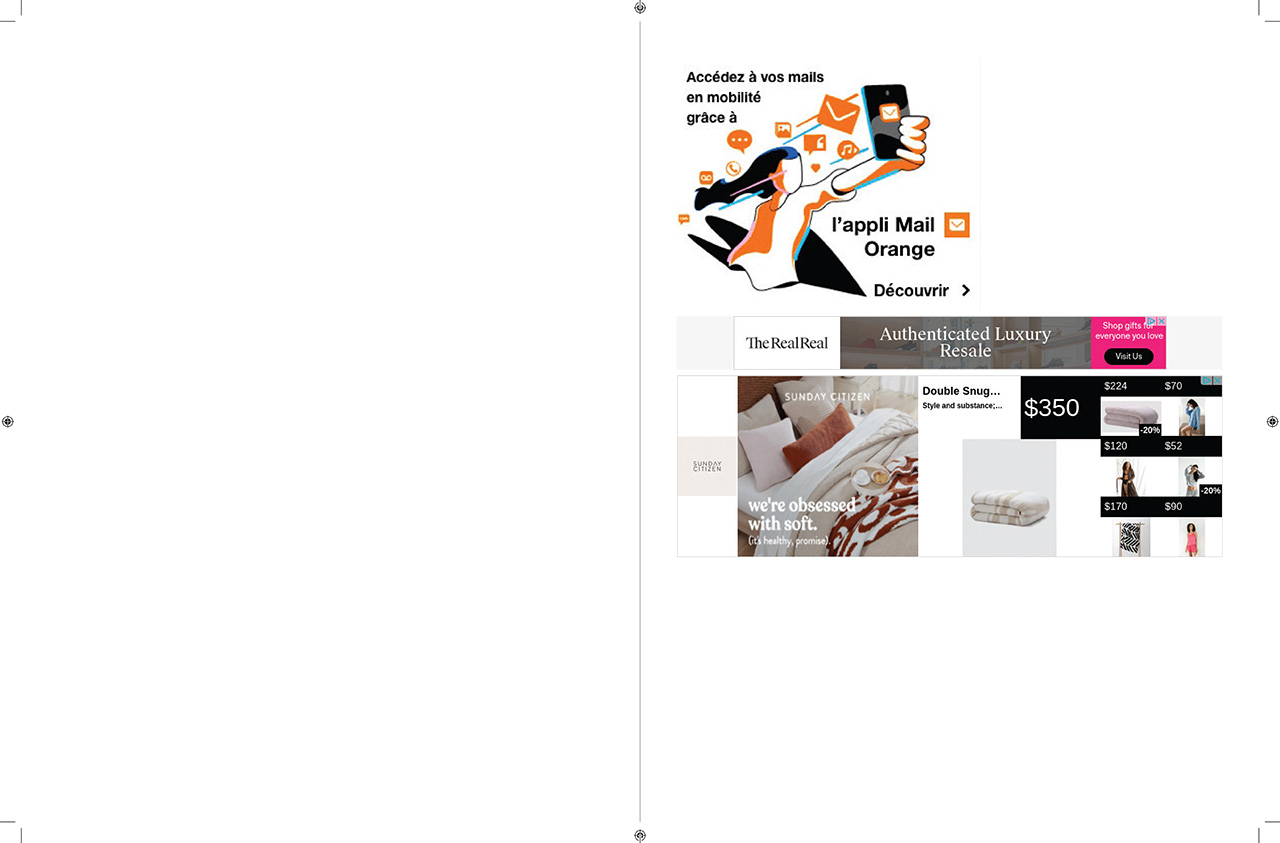 Accédez à vos mails
en mobilité
grâce à
l'appli Mail
Orange
Découvrir
TheRealReal
Authenticated Luxury
Resale
Shop gifts for
everyone you love
Visit Us
SUNDAY
CITIZEN
SUNDAY CITIZEN
we're obsessed
with soft.
(it's healthy, promise).
Double Snug...
Style and substance;...
$350
$224
$70
-20%
$120
$52
-20%
$170
$90